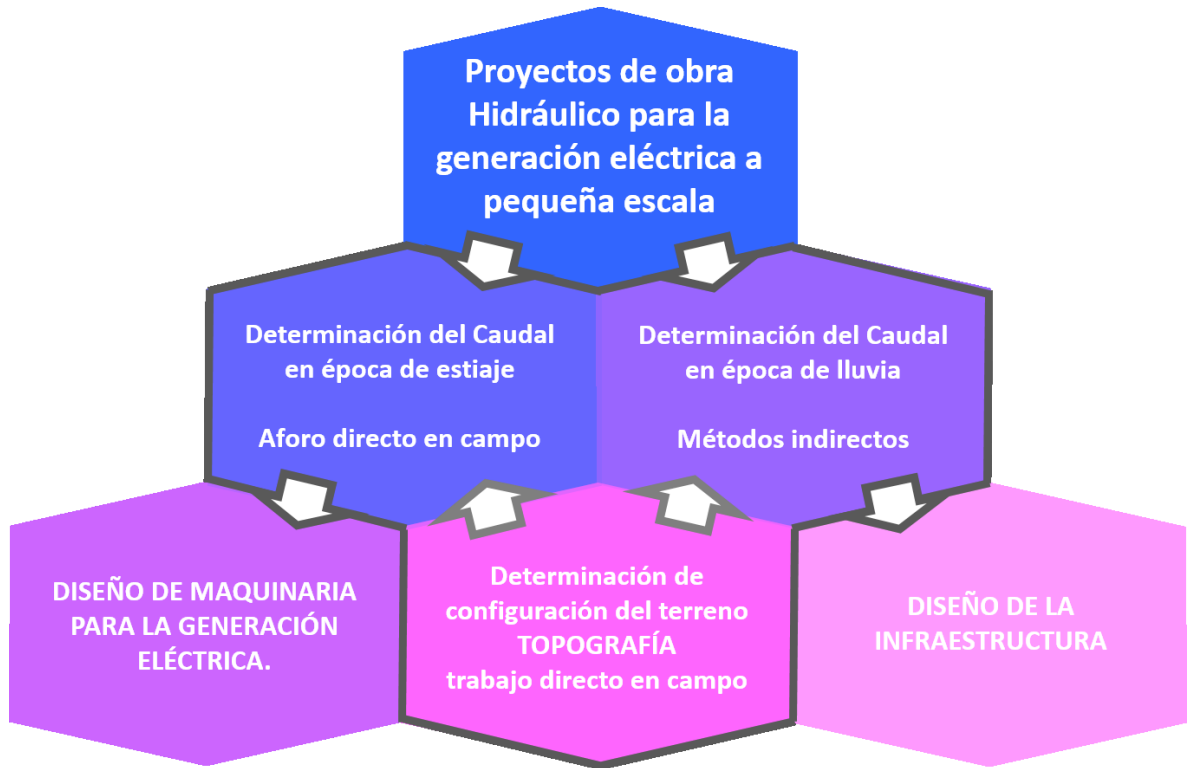 Proyectos de obra
Hidráulico para la
generación eléctrica a
pequeña escala
Determinación del Caudal
en época de estiaje
Aforo directo en campo
Determinación del Caudal
en época de lluvia
Métodos indirectos
DISEÑO DE MAQUINARIA
PARA LA GENERACIÓN
ELÉCTRICA.
Determinación de
configuración del terreno
TOPOGRAFÍA
trabajo directo en campo
DISEÑO DE LA
INFRAESTRUCTURA